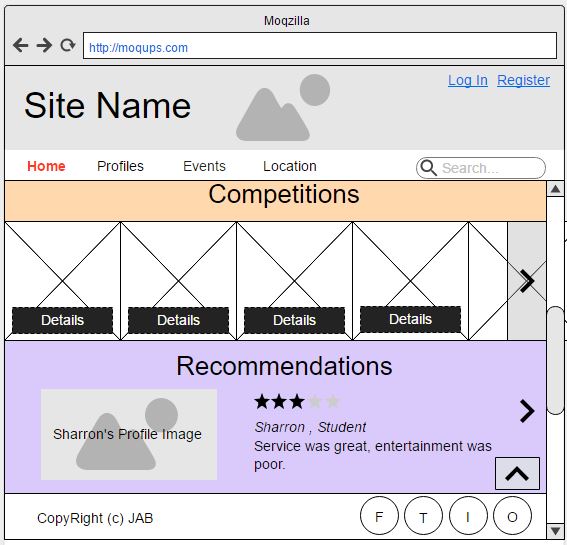 Moqzilla
http://moqups.com
Log In Register
Site Name
Home Profiles Events Location Search...
Competitions
Details Details Details Details
Recommendations
Sharron's Profile Image
Sharron , Student
Service was great, entertainment was
poor.
CopyRight (c) JAB F T I O